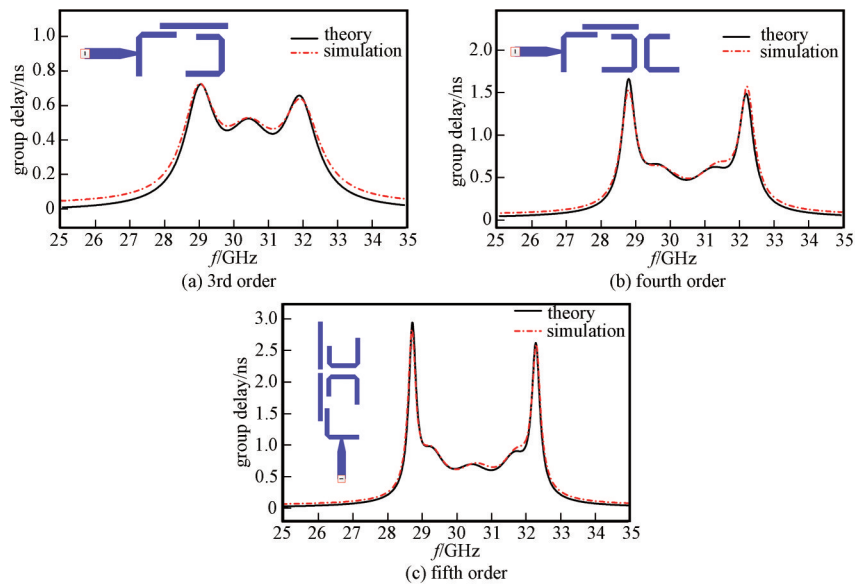 theory
simulation
group delay/ns
1.0
0.8
0.6
0.4
0.2
0
25 26 27 28 29 30 31 32 33 34 35
f/GHz
(a) 3rd order
theory
simulation
group delay/ns
2.0
1.5
1.0
0.5
0
25 26 27 28 29 30 31 32 33 34 35
f/GHz
(b) fourth order
theory
simulation
group delay/ns
3.0
2.5
2.0
1.5
1.0
0.5
0
25 26 27 28 29 30 31 32 33 34 35
f/GHz
(c) fifth order